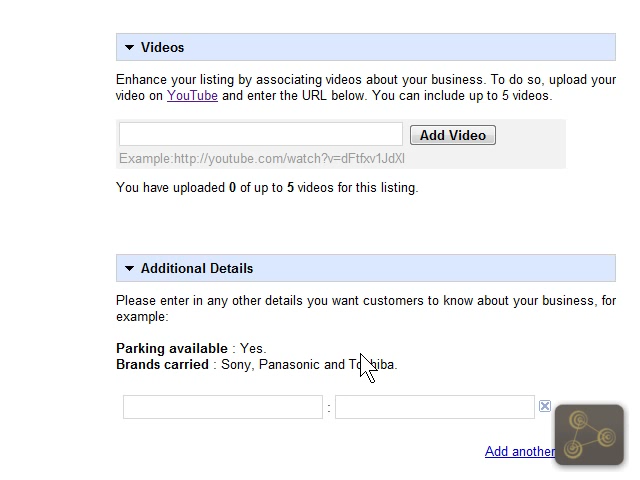 Videos
Enhance your listing by associating videos about your business. To do so, upload your
video on YouTube and enter the URL below. You can include up to 5 videos.
Add Video
Example:http://youtube.com/watch?v=dFtfxv1JdXI
You have uploaded 0 of up to 5 videos for this listing.
Additional Details
Please enter in any other details you want customers to know about your business, for
example:
Parking available : Yes.
Brands carried : Sony, Panasonic and Toshiba.
:
Add another